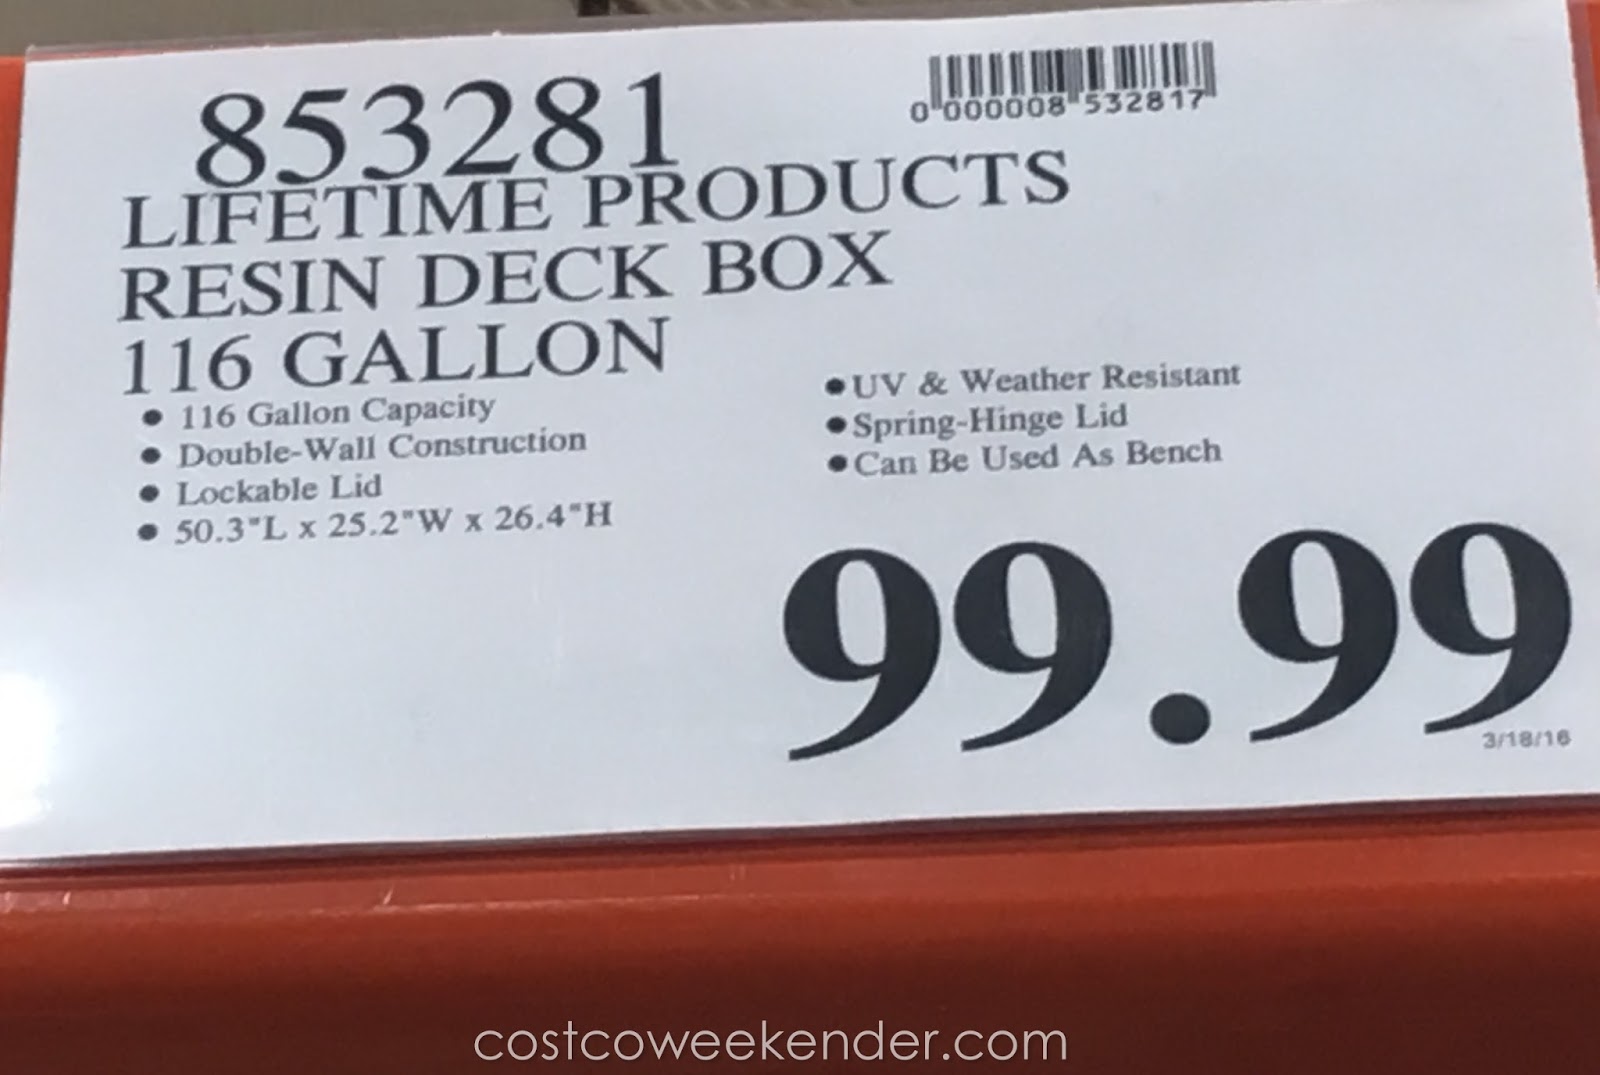 853281
0 000008 532817
LIFETIME PRODUCTS
RESIN DECK BOX
116 GALLON
● 116 Gallon Capacity
● Double-Wall Construction
● Lockable Lid
● 50.3"L x 25.2"W x 26.4"H
●UV & Weather Resistant
●Spring-Hinge Lid
●Can Be Used As Bench
99.99
3/18/16
costcoweekender.com